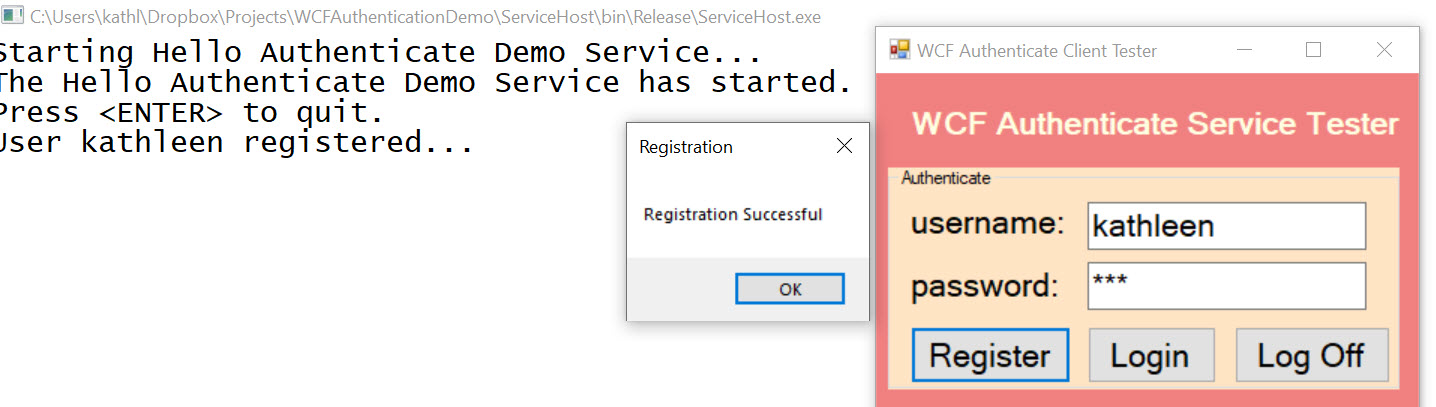 C:\Users\kathl\Dropbox\Projects\WCFAuthenticationDemo\ServiceHost\bin\Release\ServiceHost.exe
Starting Hello Authenticate Demo Service...
The Hello Authenticate Demo Service has started.
Press <ENTER> to quit.
User kathleen registered...
Registration
Registration Successful
OK
WCF Authenticate Client Tester
WCF Authenticate Service Tester
Authenticate
username: kathleen
password: ***
Register Login Log Off